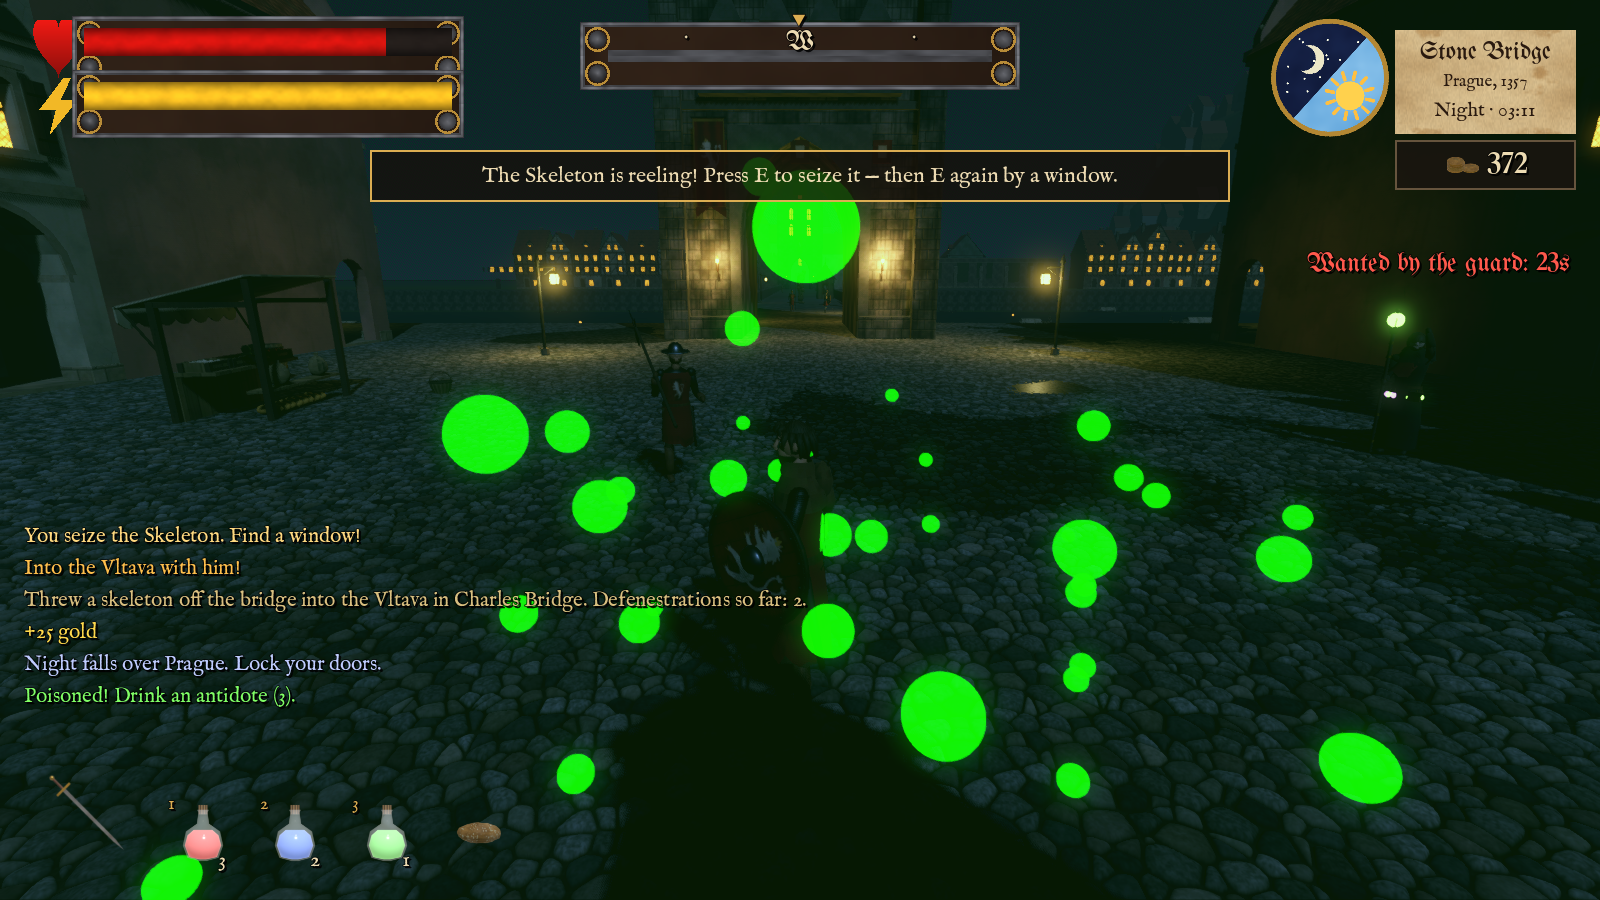 W
Stone Bridge
Prague, 1357
Night · 03:11
372
The Skeleton is reeling! Press E to seize it — then E again by a window.
Wanted by the guard: 23s
You seize the Skeleton. Find a window!
Into the Vltava with him!
Threw a skeleton off the bridge into the Vltava in Charles Bridge. Defenestrations so far: 2.
+25 gold
Night falls over Prague. Lock your doors.
Poisoned! Drink an antidote (3).
1 2 3
3 2 1